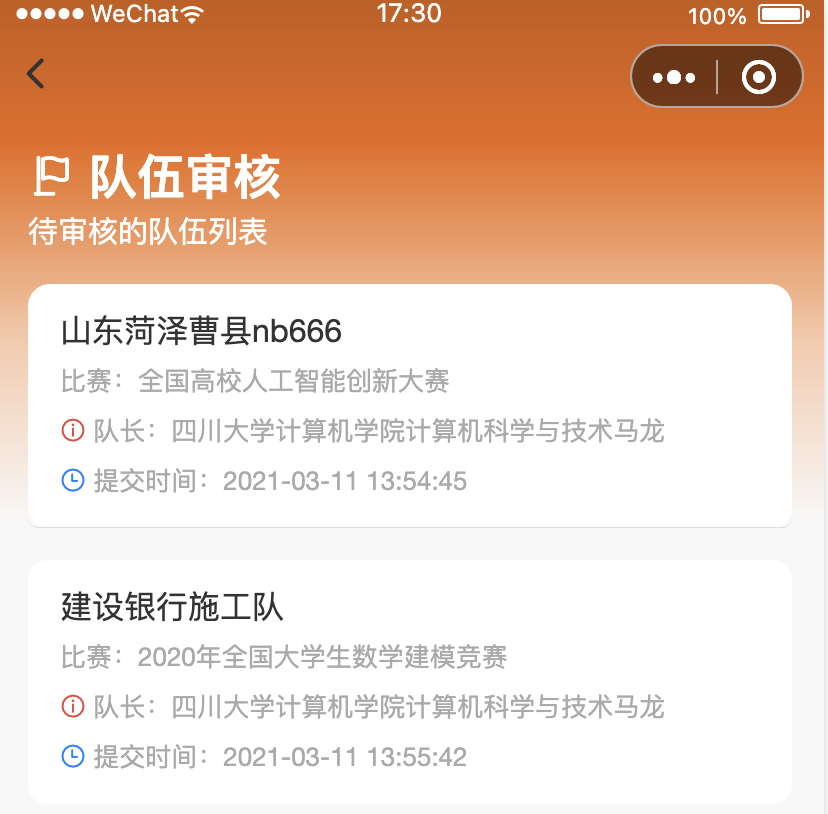 WeChat 17:30 100%
队伍审核
待审核的队伍列表
山东菏泽曹县nb666
比赛：全国高校人工智能创新大赛
队长：四川大学计算机学院计算机科学与技术马龙
提交时间：2021-03-11 13:54:45
建设银行施工队
比赛：2020年全国大学生数学建模竞赛
队长：四川大学计算机学院计算机科学与技术马龙
提交时间：2021-03-11 13:55:42